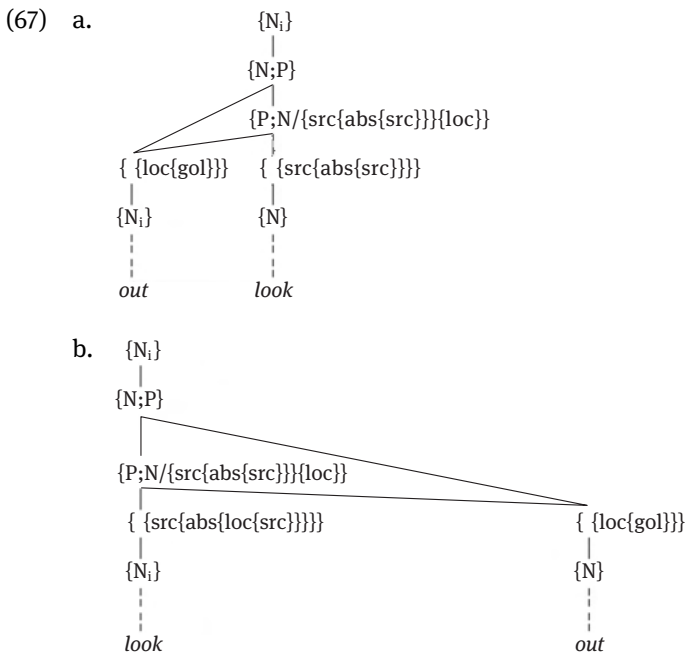 (67) a. {Nᵢ}
{N;P}
{P;N/{src{abs{src}}}{loc}}
{ {loc{gol}}} { {src{abs{src}}}}
{Nᵢ} {N}
out look
b. {Nᵢ}
{N;P}
{P;N/{src{abs{src}}}{loc}}
{ {src{abs{loc{src}}}}} { {loc{gol}}}
{Nᵢ} {N}
look out